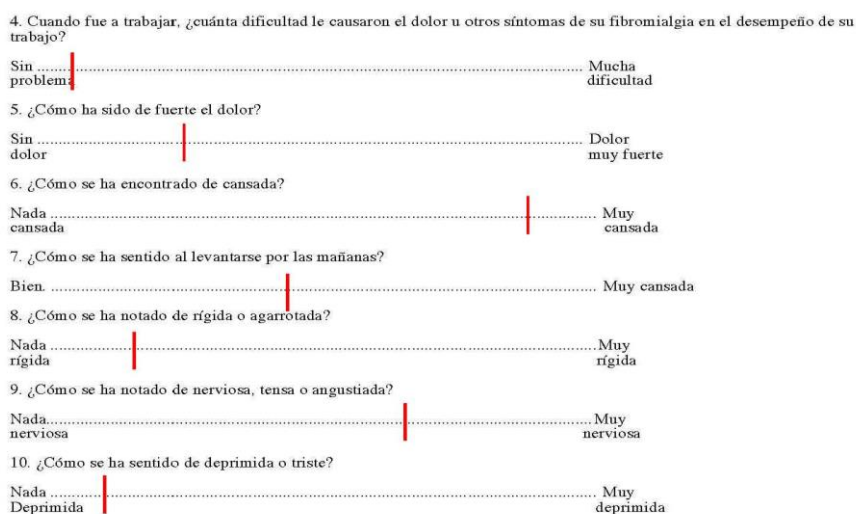 4. Cuando fue a trabajar, ¿cuánta dificultad le causaron el dolor u otros síntomas de su fibromialgia en el desempeño de su
trabajo?
Sin ........................................................................ Mucha
problema dificultad
5. ¿Cómo ha sido de fuerte el dolor?
Sin ........................................................................ Dolor
dolor muy fuerte
6. ¿Cómo se ha encontrado de cansada?
Nada ........................................................................ Muy
cansada cansada
7. ¿Cómo se ha sentido al levantarse por las mañanas?
Bien. ........................................................................ Muy cansada
8. ¿Cómo se ha notado de rígida o agarrotada?
Nada ........................................................................Muy
rígida rígida
9. ¿Cómo se ha notado de nerviosa, tensa o angustiada?
Nada........................................................................Muy
nerviosa nerviosa
10. ¿Cómo se ha sentido de deprimida o triste?
Nada ........................................................................ Muy
Deprimida deprimida